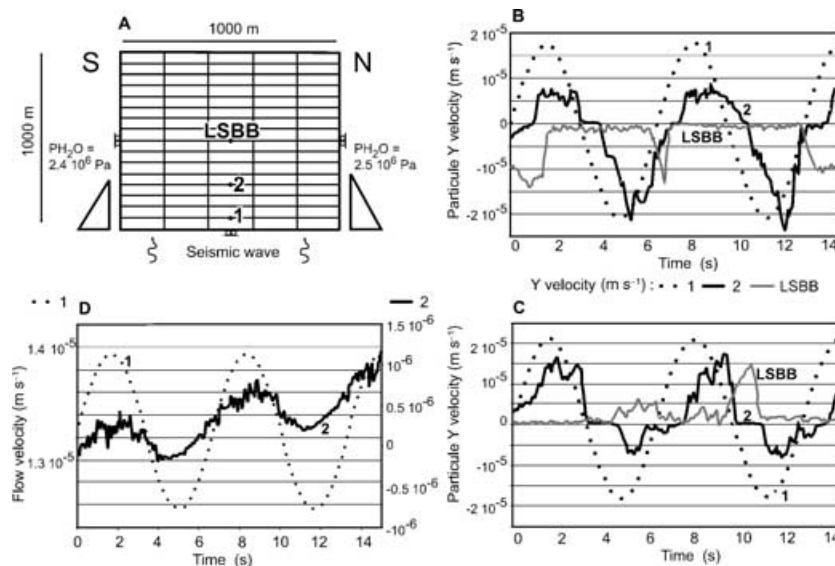 A
1000 m
S
N
1000 m
LSBB
PH2O =
2.4 10⁶ Pa
PH2O =
2.5 10⁶ Pa
2
1
Seismic wave
B
Particule Y velocity (m s⁻¹)
2 10⁻⁵
10⁻⁵
0
-10⁻⁵
-2 10⁻⁵
1
2
LSBB
0 2 4 6 8 10 12 14
Time (s)
Y velocity (m s⁻¹) : 1 2 LSBB
C
Particule Y velocity (m s⁻¹)
2 10⁻⁵
10⁻⁵
0
-10⁻⁵
-2 10⁻⁵
LSBB
2
1
0 2 4 6 8 10 12 14
Time (s)
D
1
2
Flow velocity (m s⁻¹)
1.4 10⁻⁵
1.3 10⁻⁵
1.5 10⁻⁶
10⁻⁶
0.5 10⁻⁶
0
-0.5 10⁻⁶
-10⁻⁶
1
2
0 2 4 6 8 10 12 14
Time (s)